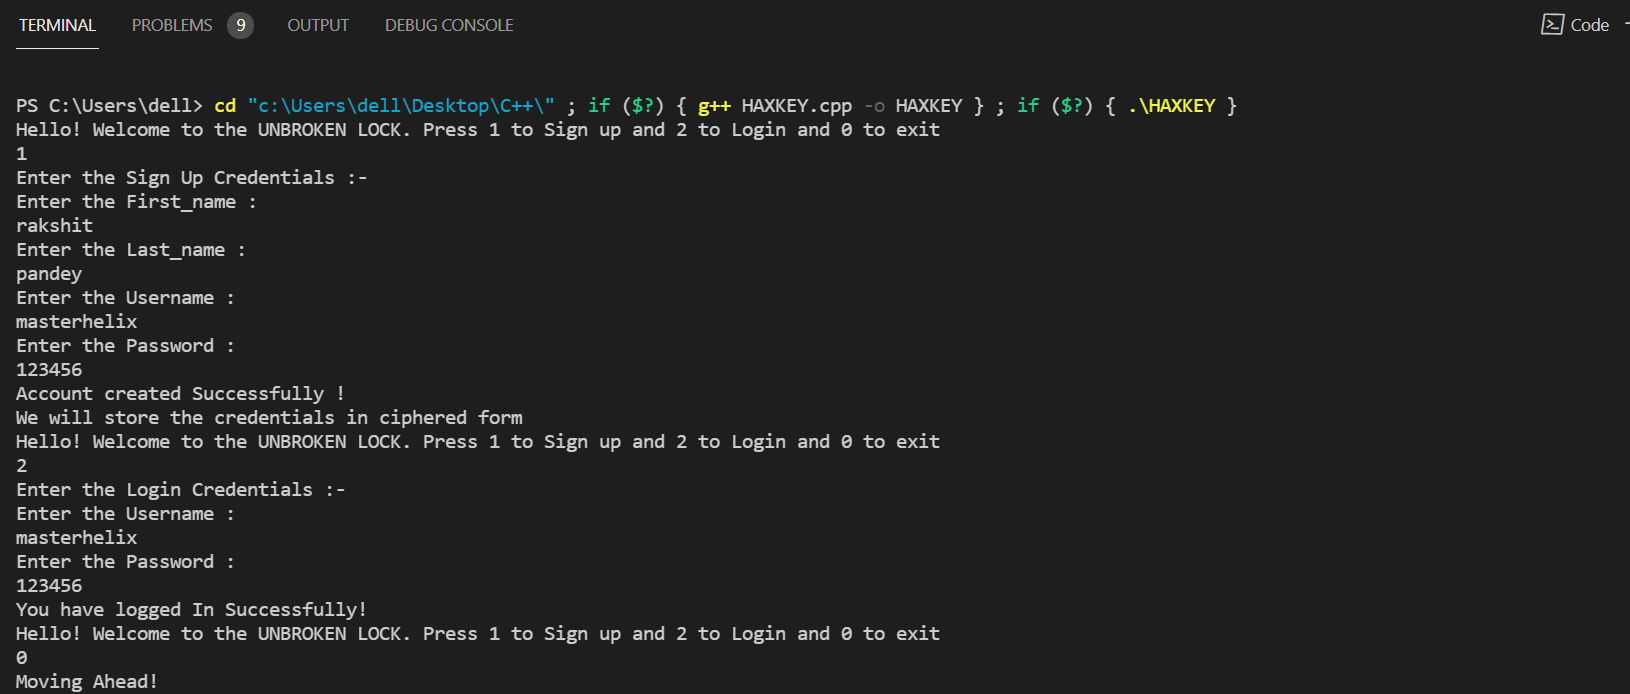 TERMINAL PROBLEMS 9 OUTPUT DEBUG CONSOLE Code
PS C:\Users\dell> cd "c:\Users\dell\Desktop\C++\" ; if ($?) { g++ HAXKEY.cpp -o HAXKEY } ; if ($?) { .\HAXKEY }
Hello! Welcome to the UNBROKEN LOCK. Press 1 to Sign up and 2 to Login and 0 to exit
1
Enter the Sign Up Credentials :-
Enter the First_name :
rakshit
Enter the Last_name :
pandey
Enter the Username :
masterhelix
Enter the Password :
123456
Account created Successfully !
We will store the credentials in ciphered form
Hello! Welcome to the UNBROKEN LOCK. Press 1 to Sign up and 2 to Login and 0 to exit
2
Enter the Login Credentials :-
Enter the Username :
masterhelix
Enter the Password :
123456
You have logged In Successfully!
Hello! Welcome to the UNBROKEN LOCK. Press 1 to Sign up and 2 to Login and 0 to exit
0
Moving Ahead!